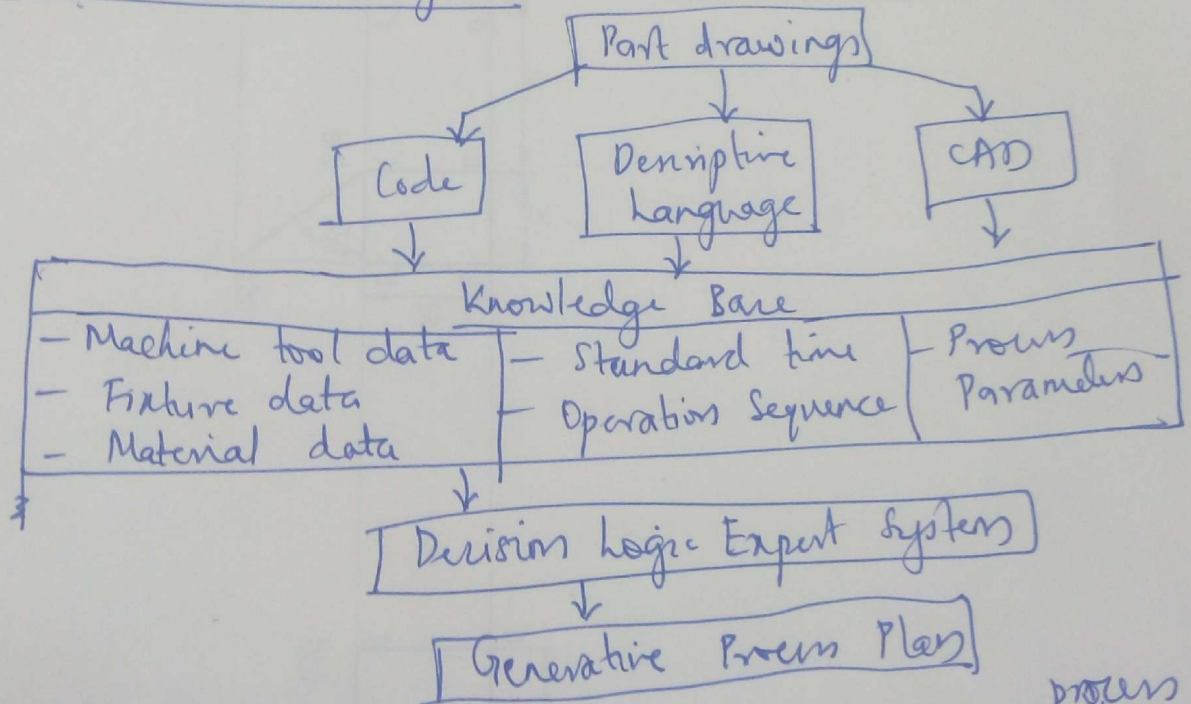 Part drawings
Code
Descriptive
Language
CAD
Knowledge Base
- Machine tool data
- Fixture data
- Material data
- Standard time
- Operation Sequence
- Process
Parameters
Decision Logic Expert System
Generative Process Plan
process